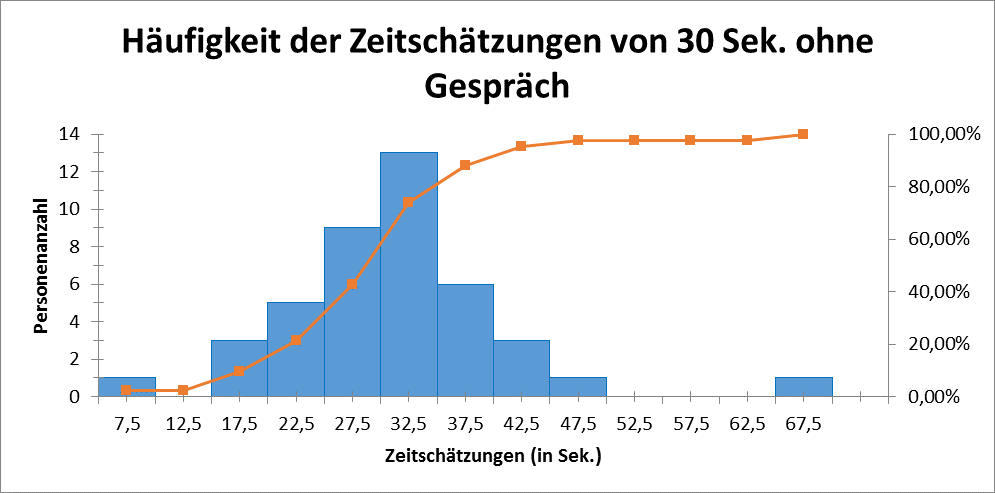 Häufigkeit der Zeitschätzungen von 30 Sek. ohne
Gespräch
Personenanzahl
14
12
10
8
6
4
2
0
100,00%
80,00%
60,00%
40,00%
20,00%
0,00%
7,5 12,5 17,5 22,5 27,5 32,5 37,5 42,5 47,5 52,5 57,5 62,5 67,5
Zeitschätzungen (in Sek.)